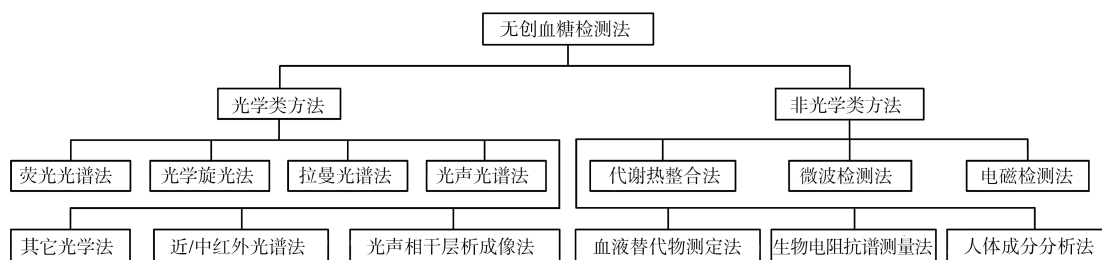 无创血糖检测法
光学类方法
非光学类方法
荧光光谱法
光学旋光法
拉曼光谱法
光声光谱法
代谢热整合法
微波检测法
电磁检测法
其它光学法
近/中红外光谱法
光声相干层析成像法
血液替代物测定法
生物电阻抗谱测量法
人体成分分析法